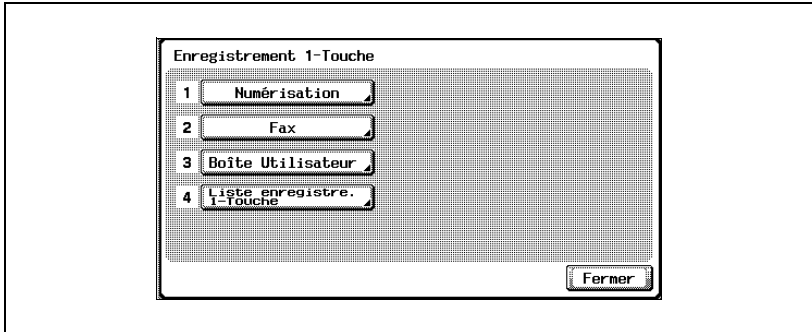 Enregistrement 1-Touche
1 Numérisation
2 Fax
3 Boîte Utilisateur
4 Liste enregistre.
1-Touche
Fermer